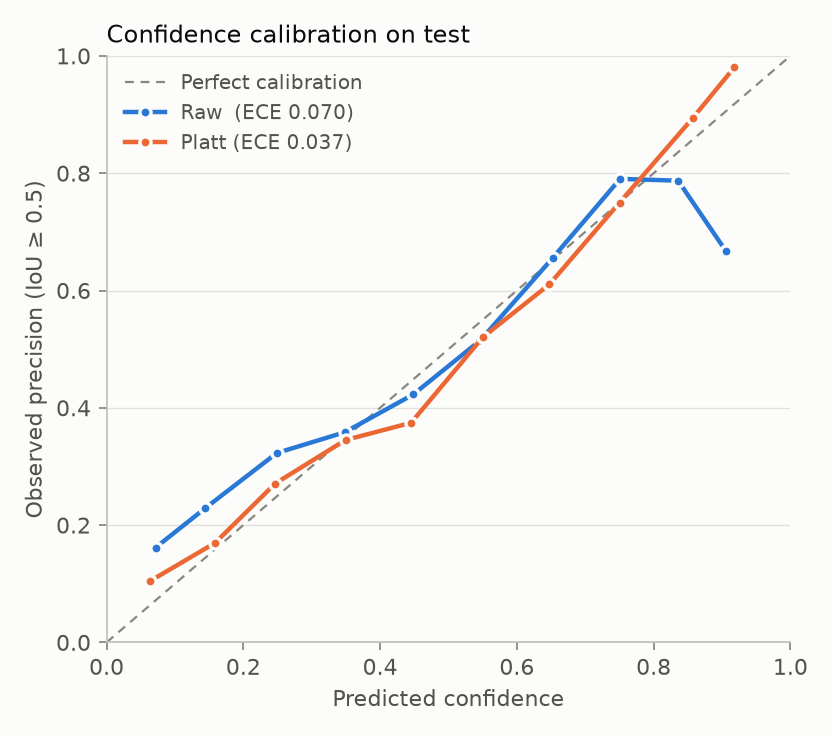 Confidence calibration on test
Perfect calibration
Raw  (ECE 0.070)
Platt (ECE 0.037)
Observed precision (IoU ≥ 0.5)
1.0
0.8
0.6
0.4
0.2
0.0
0.0 0.2 0.4 0.6 0.8 1.0
Predicted confidence